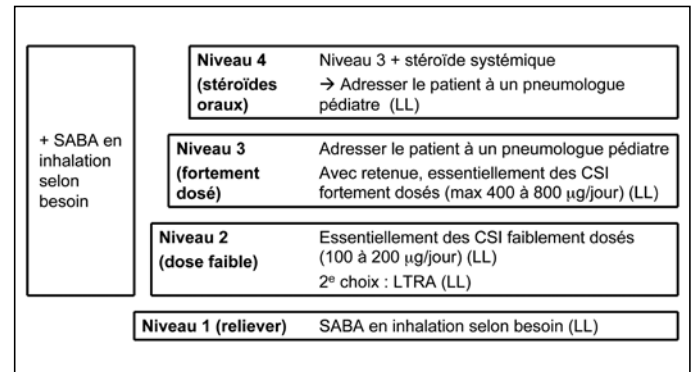 Niveau 4 Niveau 3 + stéroïde systémique
(stéroïdes → Adresser le patient à un pneumologue
oraux) pédiatre (LL)
+ SABA en
inhalation
selon
besoin
Niveau 3 Adresser le patient à un pneumologue pédiatre
(fortement Avec retenue, essentiellement des CSI
dosé) fortement dosés (max 400 à 800 µg/jour) (LL)
Niveau 2 Essentiellement des CSI faiblement dosés
(dose faible) (100 à 200 µg/jour) (LL)
2e choix : LTRA (LL)
Niveau 1 (reliever) SABA en inhalation selon besoin (LL)